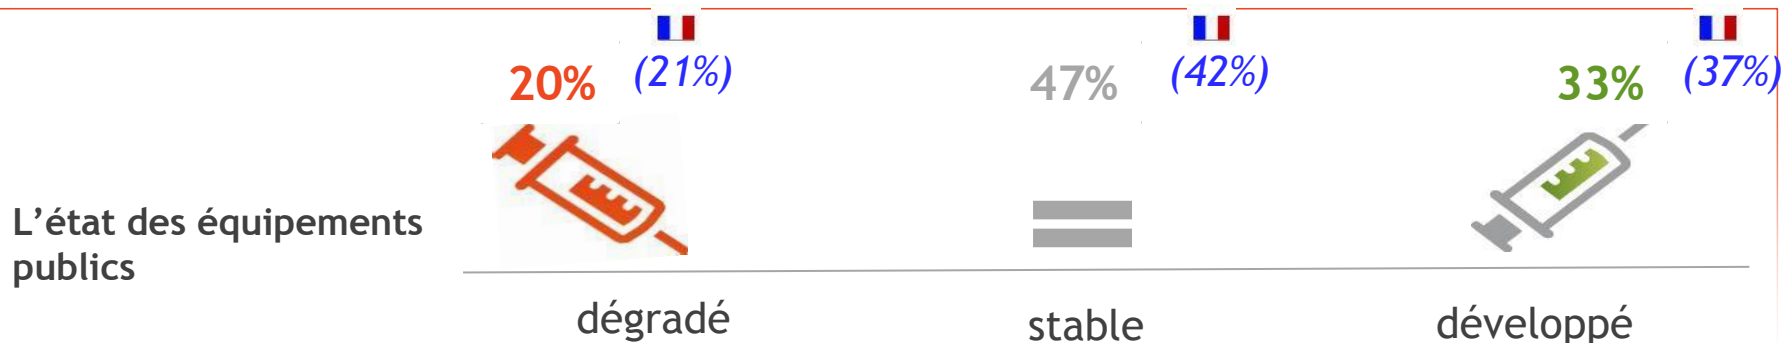 20% (21%) 47% (42%) 33% (37%)
L’état des équipements
publics
dégradé stable développé